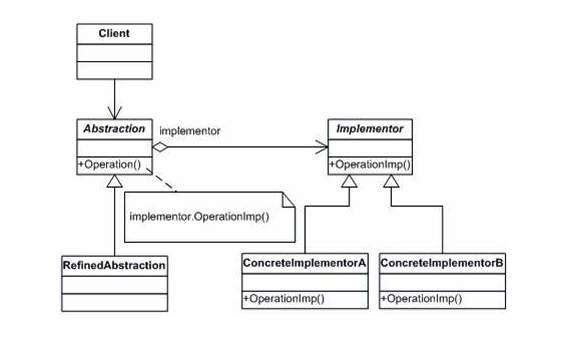 Client
Abstraction
implementor
Implementor
+Operation()
+OperationImp()
implementor.OperationImp()
RefinedAbstraction
ConcreteImplementorA
ConcreteImplementorB
+OperationImp()
+OperationImp()